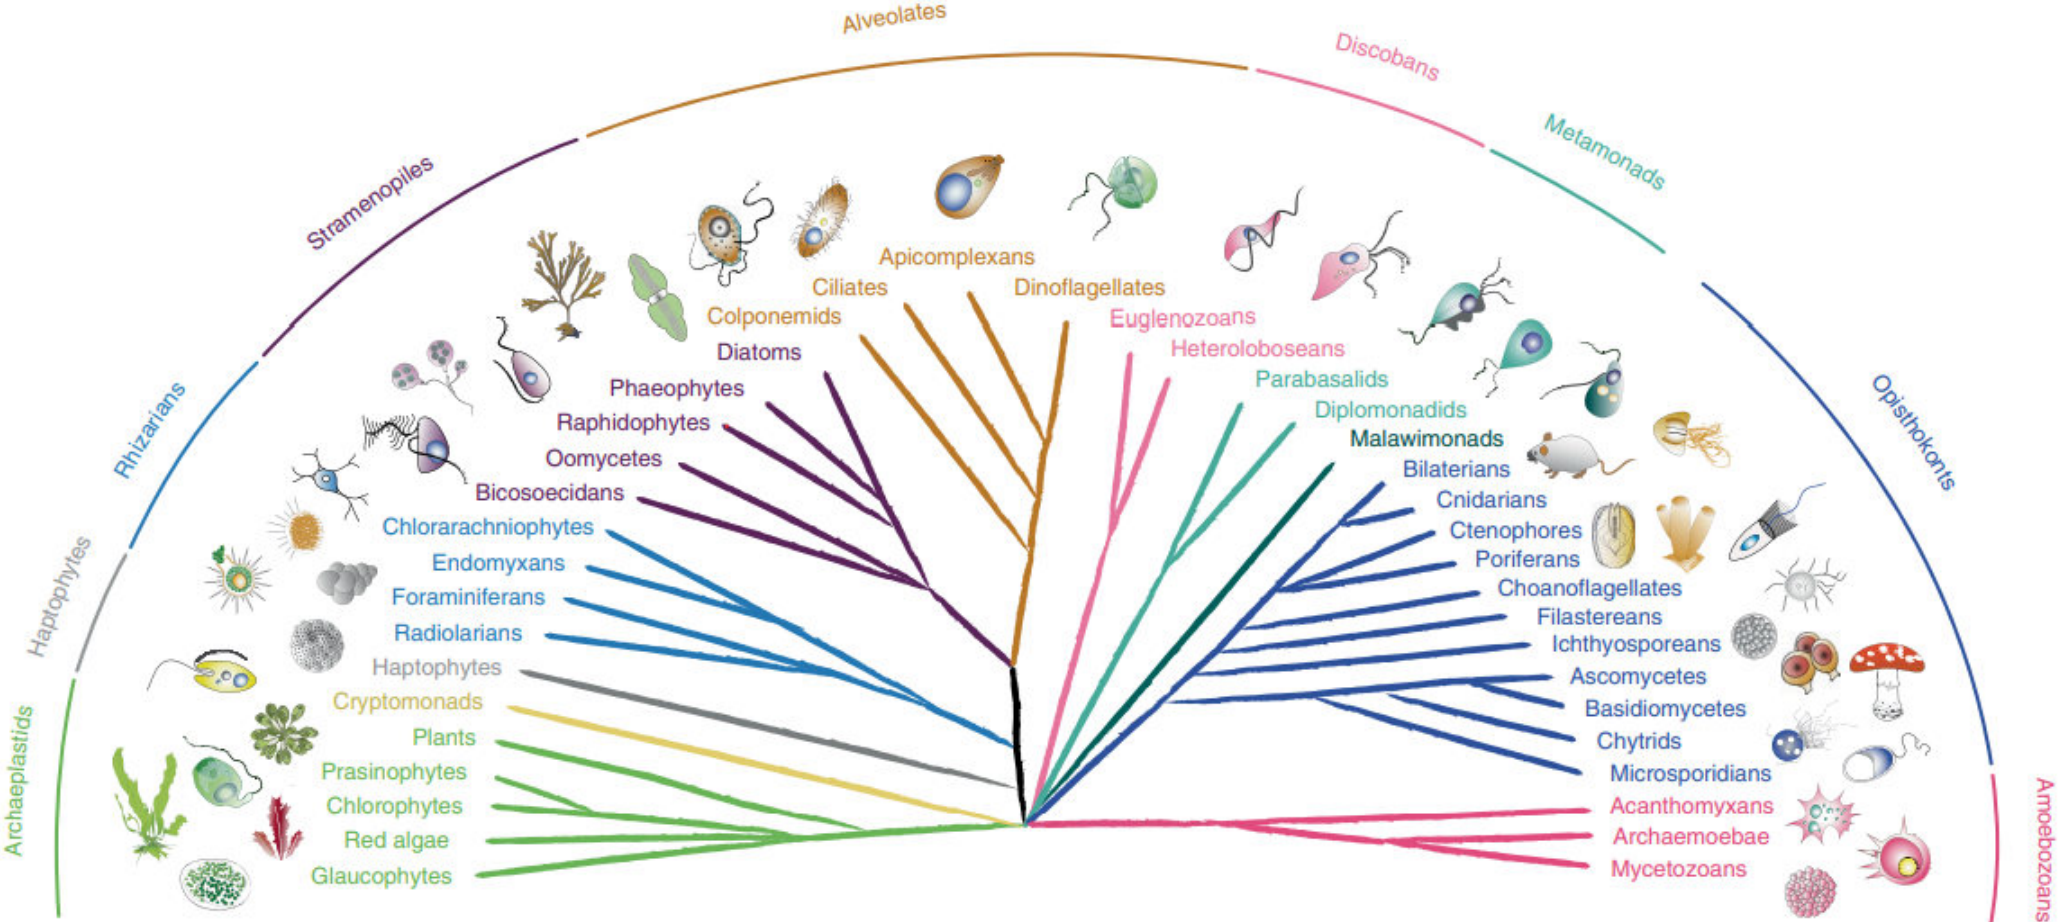 Alveolates
Discobans
Metamonads
Stramenopiles
Opisthokonts
Rhizarians
Haptophytes
Archaeplastids
Amoebozoans
Apicomplexans
Ciliates
Dinoflagellates
Colponemids
Euglenozoans
Diatoms
Heteroloboseans
Phaeophytes
Parabasalids
Raphidophytes
Diplomonadids
Oomycetes
Malawimonads
Bicosoecidans
Bilaterians
Chlorarachniophytes
Cnidarians
Endomyxans
Ctenophores
Foraminiferans
Poriferans
Radiolarians
Choanoflagellates
Haptophytes
Filastereans
Cryptomonads
Ichthyosporeans
Plants
Ascomycetes
Prasinophytes
Basidiomycetes
Chlorophytes
Chytrids
Red algae
Microsporidians
Glaucophytes
Acanthomyxans
Archaemoebae
Mycetozoans